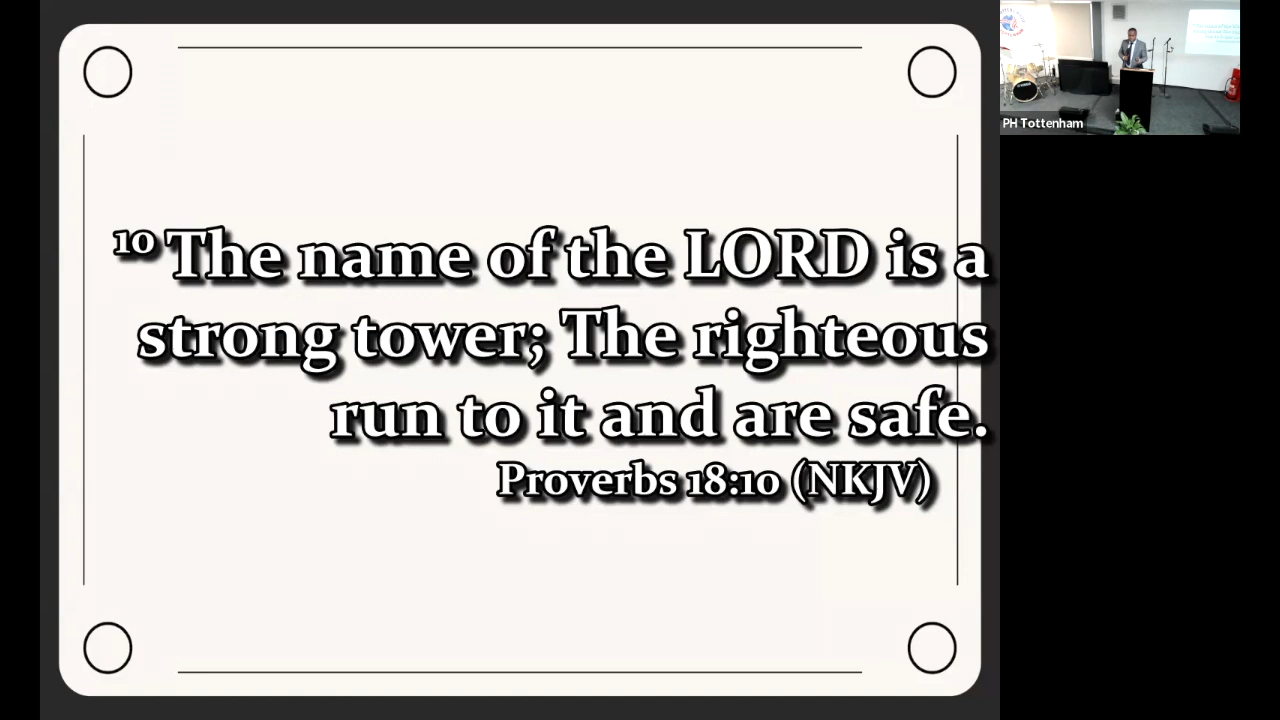 ¹⁰ The name of the LORD is a
strong tower; The righteous
run to it and are safe.
Proverbs 18:10 (NKJV)
PH Tottenham